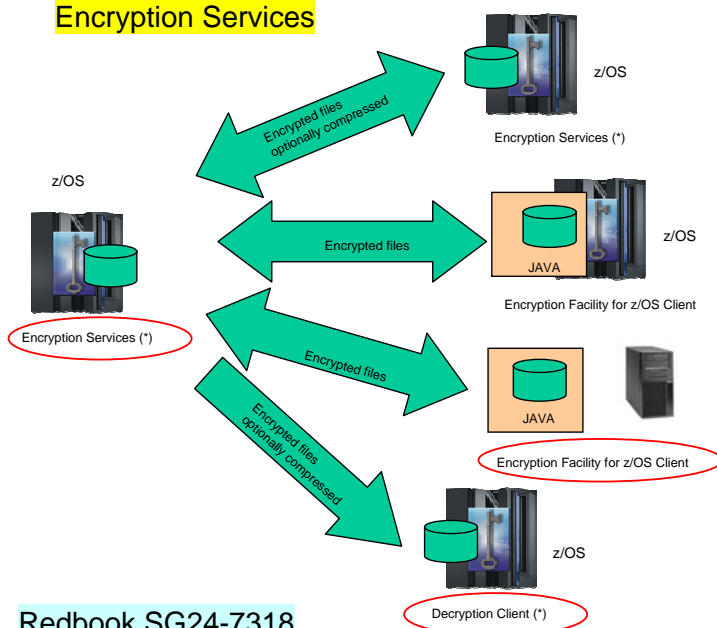 Encryption Services
z/OS
Encryption Services (*)
Encrypted files
optionally compressed
z/OS
Encryption Services (*)
Encrypted files
JAVA
z/OS
Encryption Facility for z/OS Client
Encrypted files
JAVA
Encryption Facility for z/OS Client
Encrypted files
optionally compressed
z/OS
Decryption Client (*)
Redbook SG24-7318